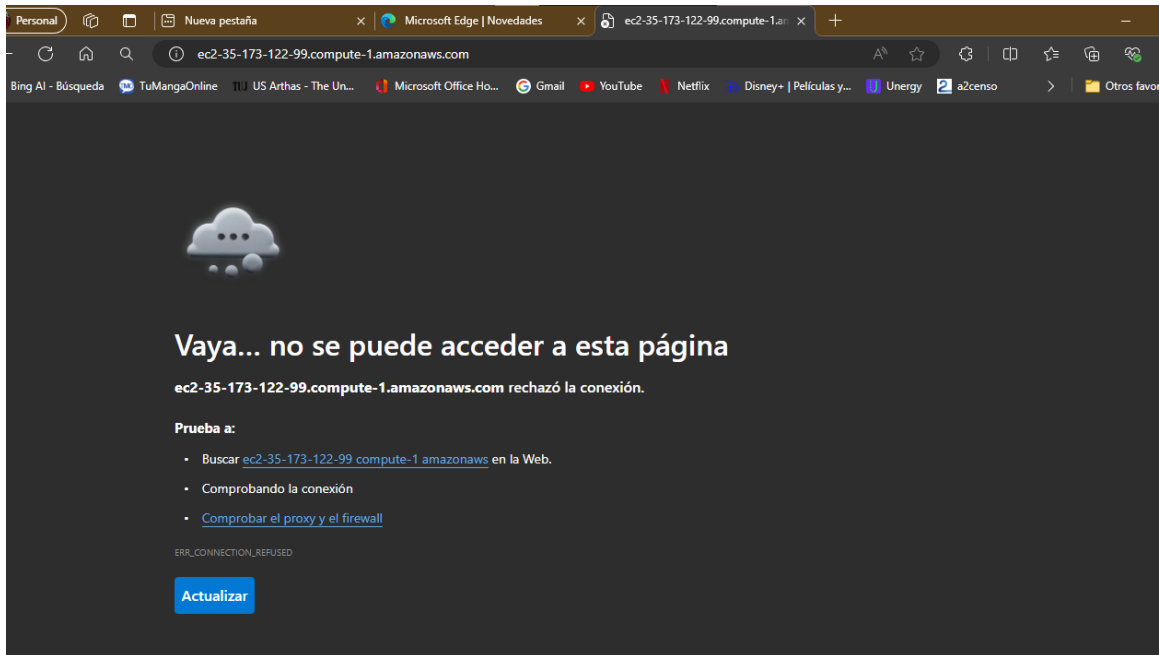 Personal
Nueva pestaña
Microsoft Edge | Novedades
ec2-35-173-122-99.compute-1.an
ec2-35-173-122-99.compute-1.amazonaws.com
Bing AI - Búsqueda
TuMangaOnline
US Arthas - The Un...
Microsoft Office Ho...
Gmail
YouTube
Netflix
Disney+ | Películas y...
Unergy
a2censo
Otros favor
Vaya... no se puede acceder a esta página
ec2-35-173-122-99.compute-1.amazonaws.com rechazó la conexión.
Prueba a:
• Buscar ec2-35-173-122-99 compute-1 amazonaws en la Web.
• Comprobando la conexión
• Comprobar el proxy y el firewall
ERR_CONNECTION_REFUSED
Actualizar